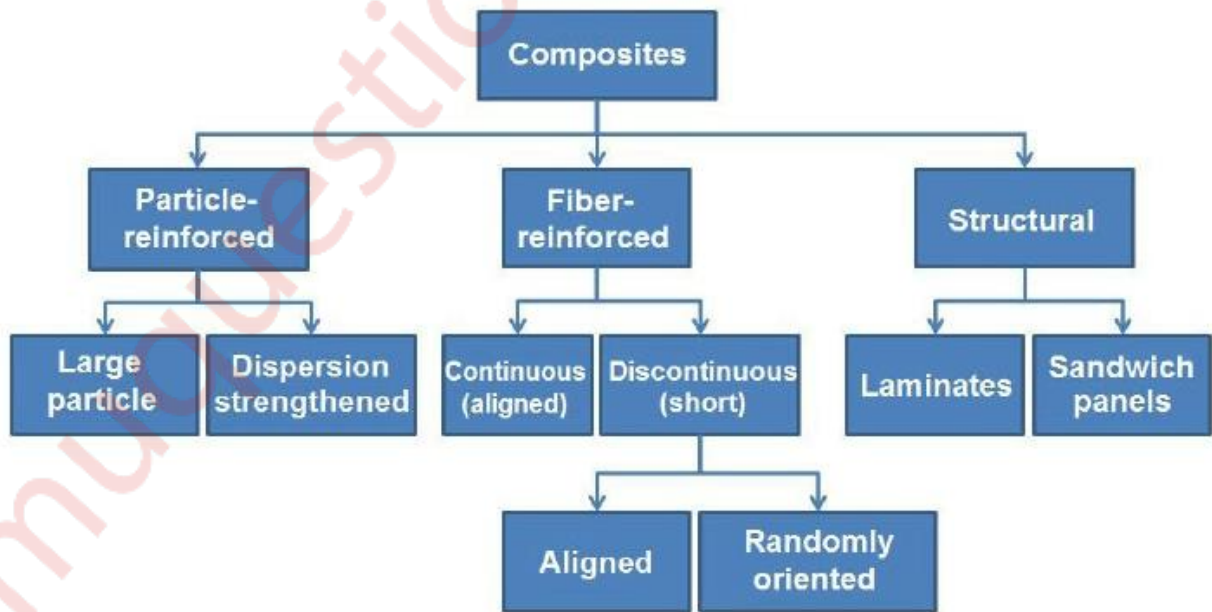 Composites
Particle-
reinforced
Fiber-
reinforced
Structural
Large
particle
Dispersion
strengthened
Continuous
(aligned)
Discontinuous
(short)
Laminates
Sandwich
panels
Aligned
Randomly
oriented
muquestio